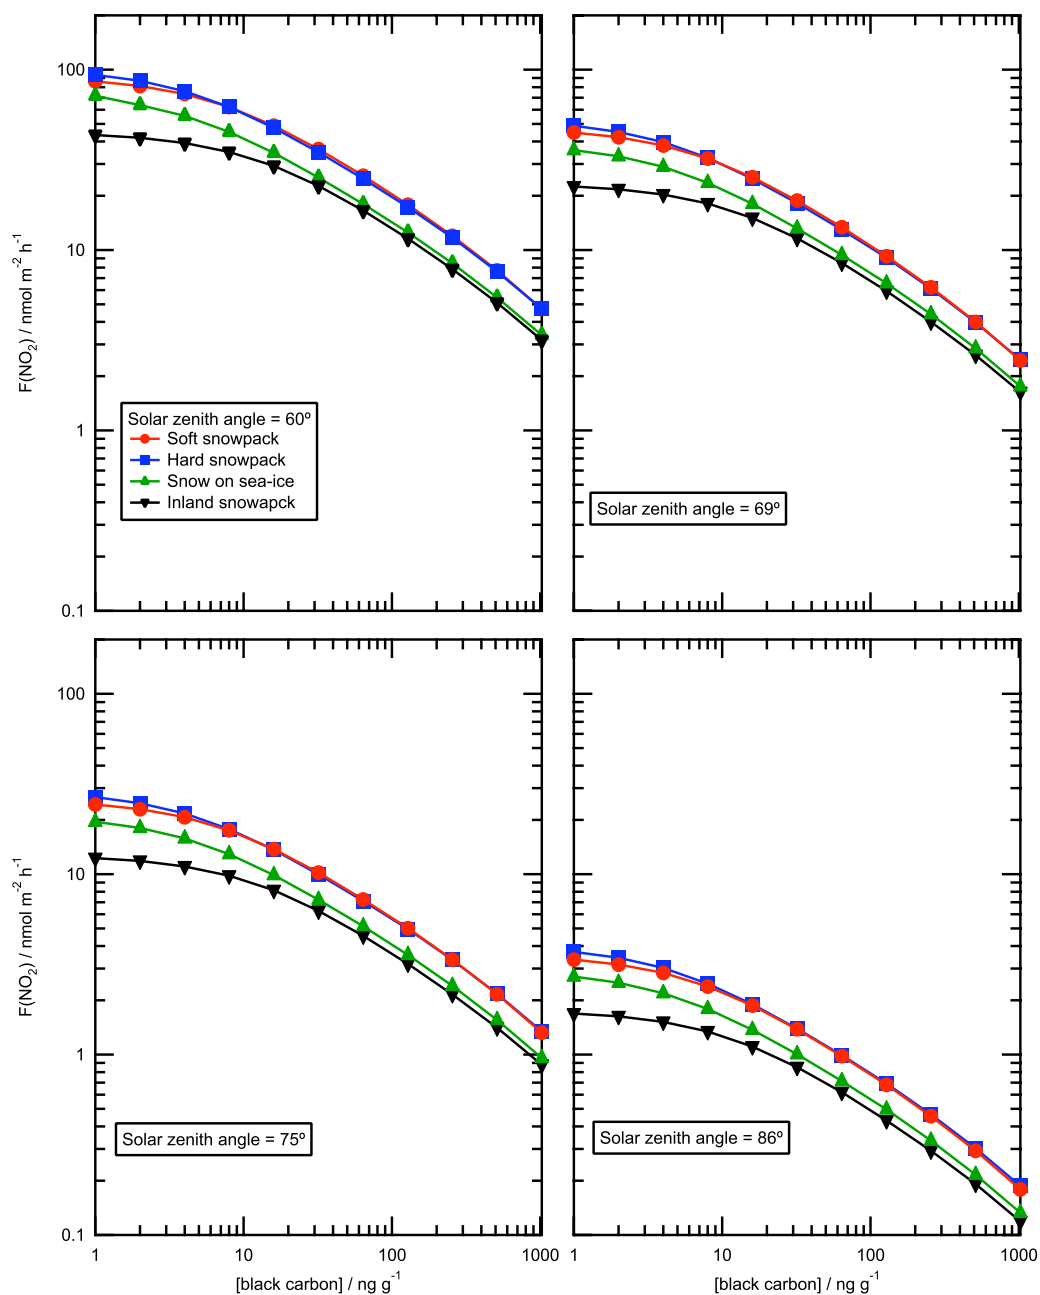 100
10
1
0.1
F(NO2) / nmol m-2 h-1
Solar zenith angle = 60º
Soft snowpack
Hard snowpack
Snow on sea-ice
Inland snowapck
Solar zenith angle = 69º
100
10
1
0.1
F(NO2) / nmol m-2 h-1
Solar zenith angle = 75º
Solar zenith angle = 86º
1 10 100 1000
1 10 100 1000
[black carbon] / ng g-1
[black carbon] / ng g-1